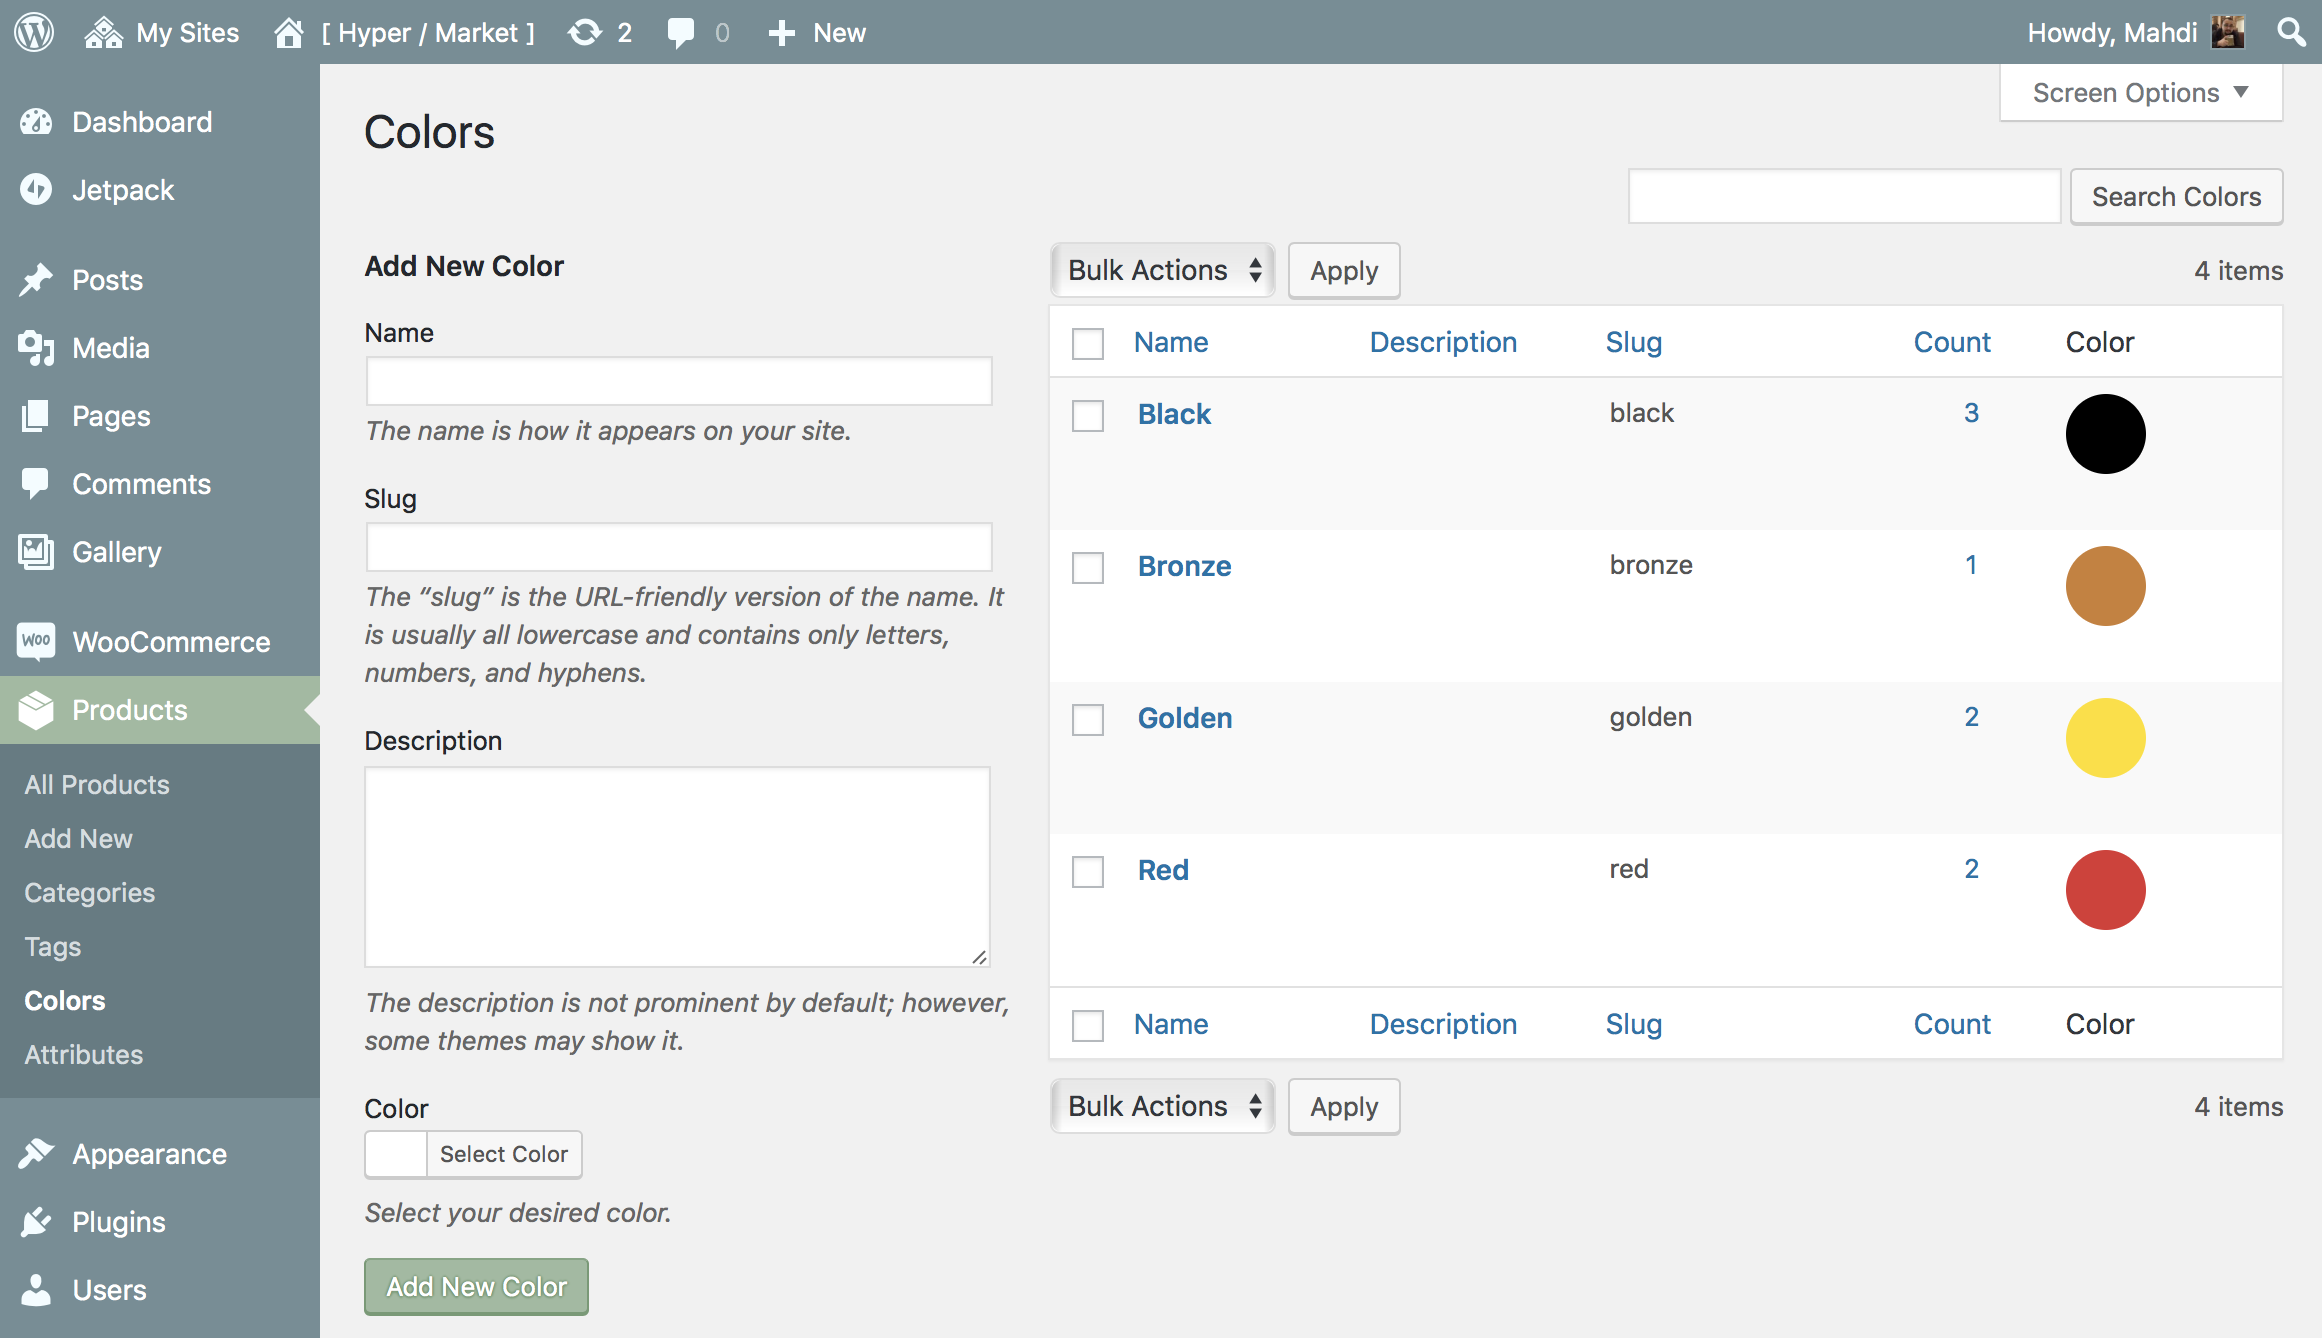 My Sites
[ Hyper / Market ]
2
0
New
Howdy, Mahdi
Dashboard
Jetpack
Posts
Media
Pages
Comments
Gallery
Woo WooCommerce
Products
All Products
Add New
Categories
Tags
Colors
Attributes
Appearance
Plugins
Users
Screen Options
Colors
Search Colors
Add New Color
Name
The name is how it appears on your site.
Slug
The “slug” is the URL-friendly version of the name. It
is usually all lowercase and contains only letters,
numbers, and hyphens.
Description
The description is not prominent by default; however,
some themes may show it.
Color
Select Color
Select your desired color.
Add New Color
Bulk Actions Apply 4 items
Name Description Slug Count Color
Black black 3
Bronze bronze 1
Golden golden 2
Red red 2
Name Description Slug Count Color
Bulk Actions Apply 4 items